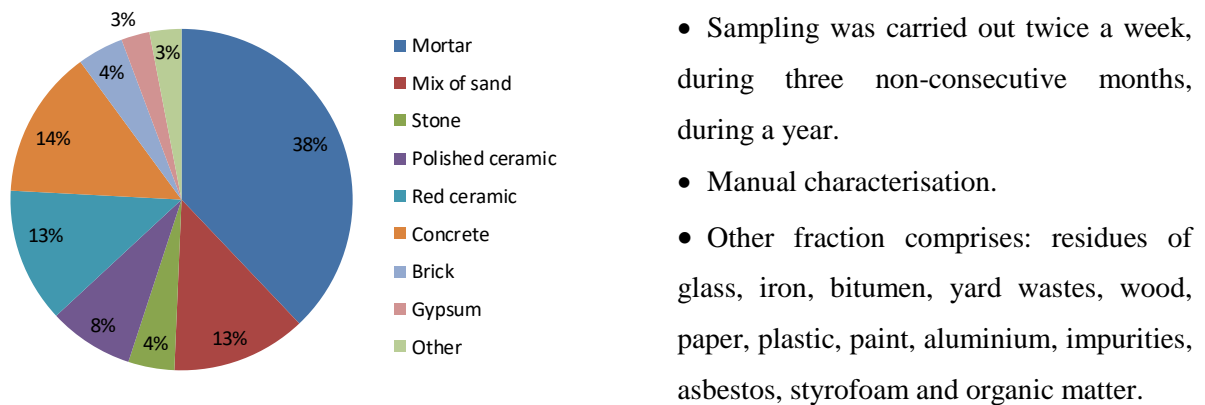 3%
3%
4%
14%
38%
13%
8%
4%
13%
Mortar
Mix of sand
Stone
Polished ceramic
Red ceramic
Concrete
Brick
Gypsum
Other
• Sampling was carried out twice a week,
during three non-consecutive months,
during a year.
• Manual characterisation.
• Other fraction comprises: residues of
glass, iron, bitumen, yard wastes, wood,
paper, plastic, paint, aluminium, impurities,
asbestos, styrofoam and organic matter.